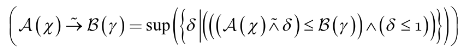 (𝒜(χ) →̃ ℬ(γ) = sup({δ|(((𝒜(χ) ∧̃ δ) ≤ ℬ(γ)) ∧ (δ ≤ 1))}))